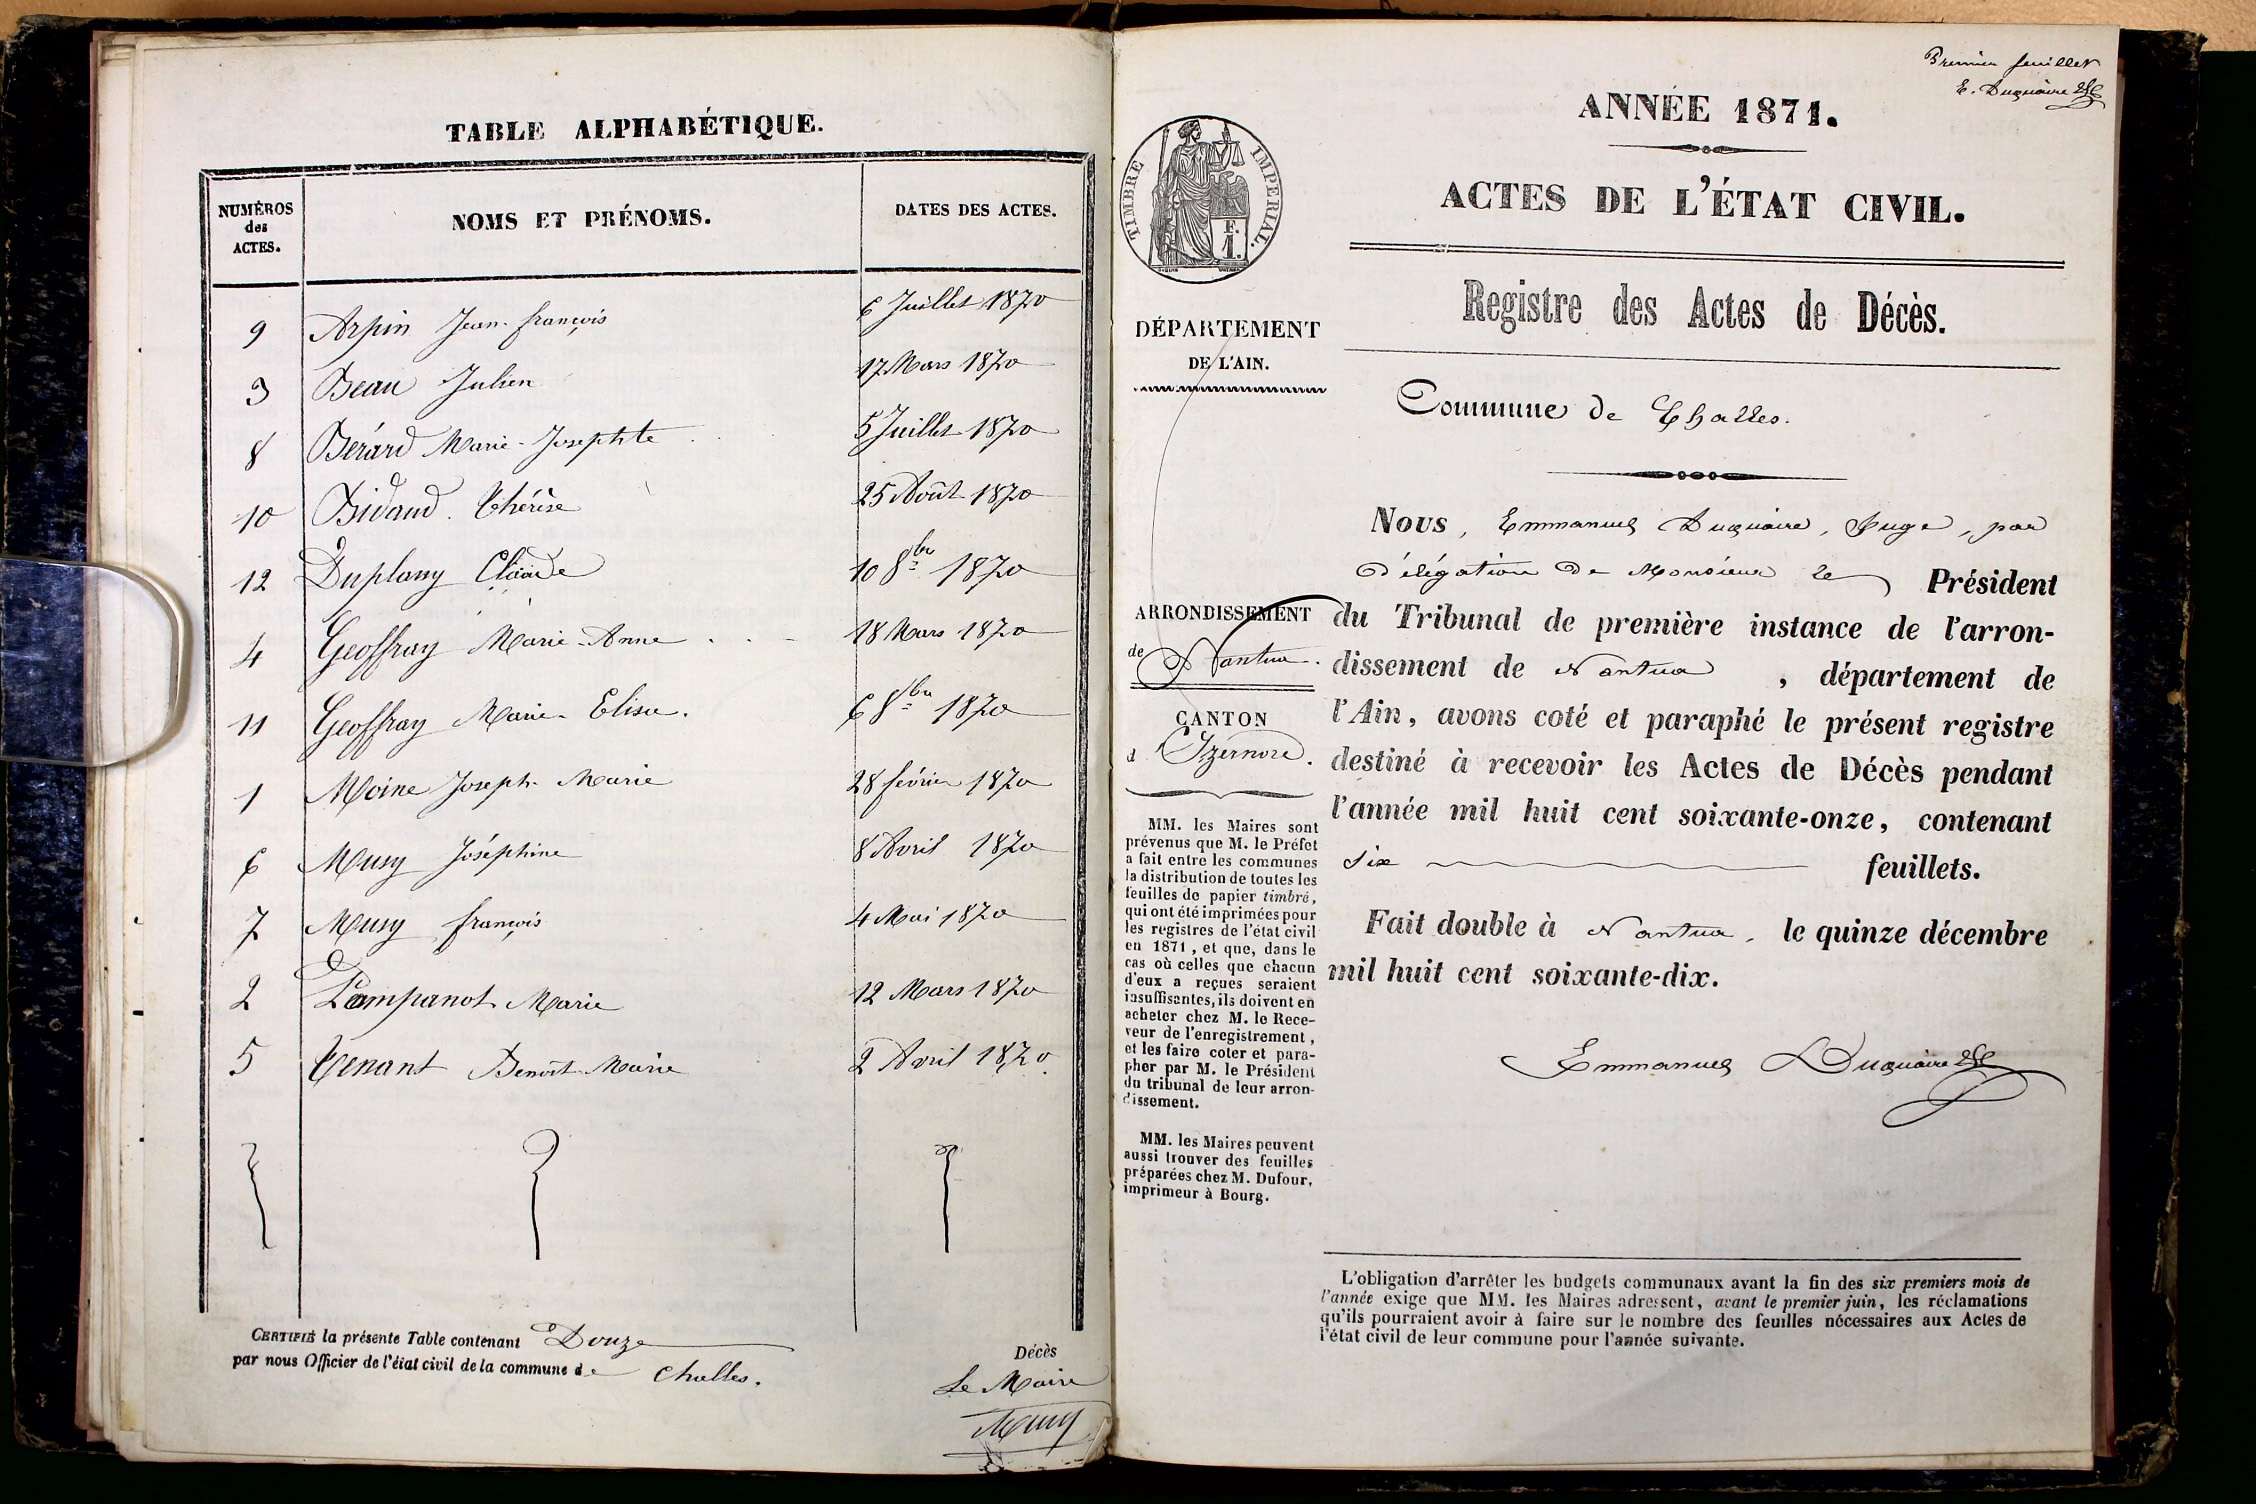 TABLE ALPHABÉTIQUE.
NUMÉROS des ACTES. NOMS ET PRÉNOMS. DATES DES ACTES.
9 Arpin Jean-françois 6 Juillet 1870
3 Beau Julien 17 Mars 1870
8 Bérard Marie-Josephte 5 Juillet 1870
10 Bidaud Thérèse 25 Août 1870
12 Duplany Claude 10 8bre 1870
4 Geoffray Marie-Anne 18 Mars 1870
11 Geoffray Marie-Elisa. 6 8bre 1870
1 Moine Joseph-Marie 28 février 1870
6 Musy Joséphine 8 Avril 1870
7 Musy françois 4 Mai 1870
2 Pampanot Marie 12 Mars 1870
5 Tenant Benoît-Marie 2 Avril 1870.
CERTIFIÉ la présente Table contenant Douze Décès
par nous Officier de l'état civil de la commune de Challes.
Le Maire
Musy
Premier feuillet
E. Duquaire
ANNÉE 1871.
ACTES DE L'ÉTAT CIVIL.
Registre des Actes de Décès.
TIMBRE IMPERIAL.
F.
1.
DÉPARTEMENT
DE L'AIN.
Commune de Challes.
ARRONDISSEMENT
de Nantua.
CANTON
d'Izernore.
MM. les Maires sont
prévenus que M. le Préfet
a fait entre les communes
la distribution de toutes les
feuilles de papier timbré,
qui ont été imprimées pour
les registres de l'état civil
en 1871, et que, dans le
cas où celles que chacun
d'eux a reçues seraient
insuffisantes, ils doivent en
acheter chez M. le Rece-
veur de l'enregistrement,
et les faire coter et para-
pher par M. le Président
du tribunal de leur arron-
dissement.
MM. les Maires peuvent
aussi trouver des feuilles
préparées chez M. Dufour,
imprimeur à Bourg.
Nous, Emmanuel Duquaire, Juge, par
délégation de Monsieur le Président
du Tribunal de première instance de l'arron-
dissement de Nantua, département de
l'Ain, avons coté et paraphé le présent registre
destiné à recevoir les Actes de Décès pendant
l'année mil huit cent soixante-onze, contenant
six feuillets.
Fait double à Nantua, le quinze décembre
mil huit cent soixante-dix.
Emmanuel Duquaire
L'obligation d'arrêter les budgets communaux avant la fin des six premiers mois de
l'année exige que MM. les Maires adressent, avant le premier juin, les réclamations
qu'ils pourraient avoir à faire sur le nombre des feuilles nécessaires aux Actes de
l'état civil de leur commune pour l'année suivante.